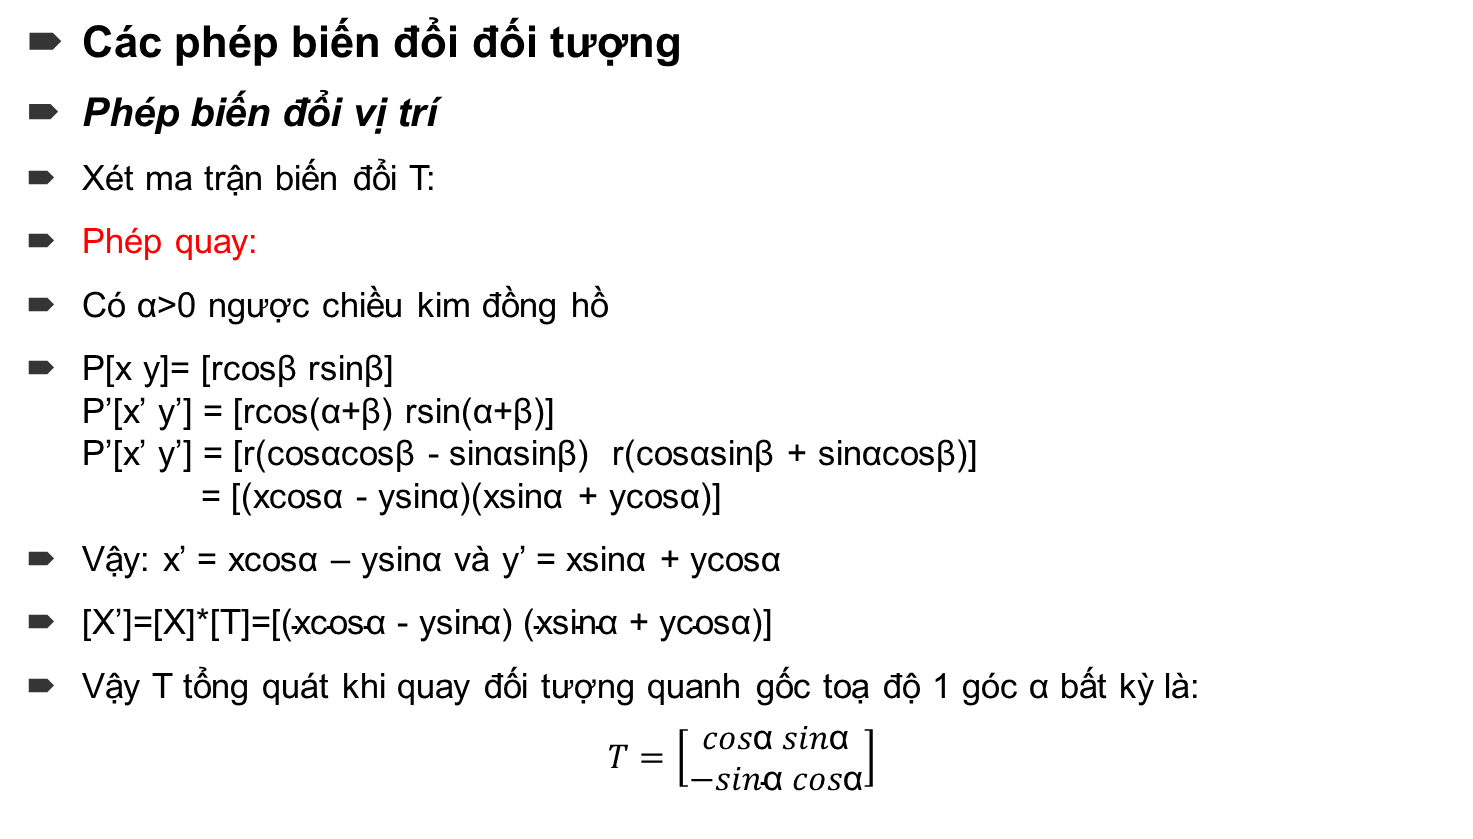 Các phép biến đổi đối tượng
Phép biến đổi vị trí
Xét ma trận biến đổi T:
Phép quay:
Có α>0 ngược chiều kim đồng hồ
P[x y]= [rcosβ rsinβ]
P’[x’ y’] = [rcos(α+β) rsin(α+β)]
P’[x’ y’] = [r(cosαcosβ - sinαsinβ) r(cosαsinβ + sinαcosβ)]
= [(xcosα - ysinα)(xsinα + ycosα)]
Vậy: x’ = xcosα – ysinα và y’ = xsinα + ycosα
[X’]=[X]*[T]=[(xcosα - ysinα) (xsinα + ycosα)]
Vậy T tổng quát khi quay đối tượng quanh gốc toạ độ 1 góc α bất kỳ là:
T = [cosα sinα
−sinα cosα]